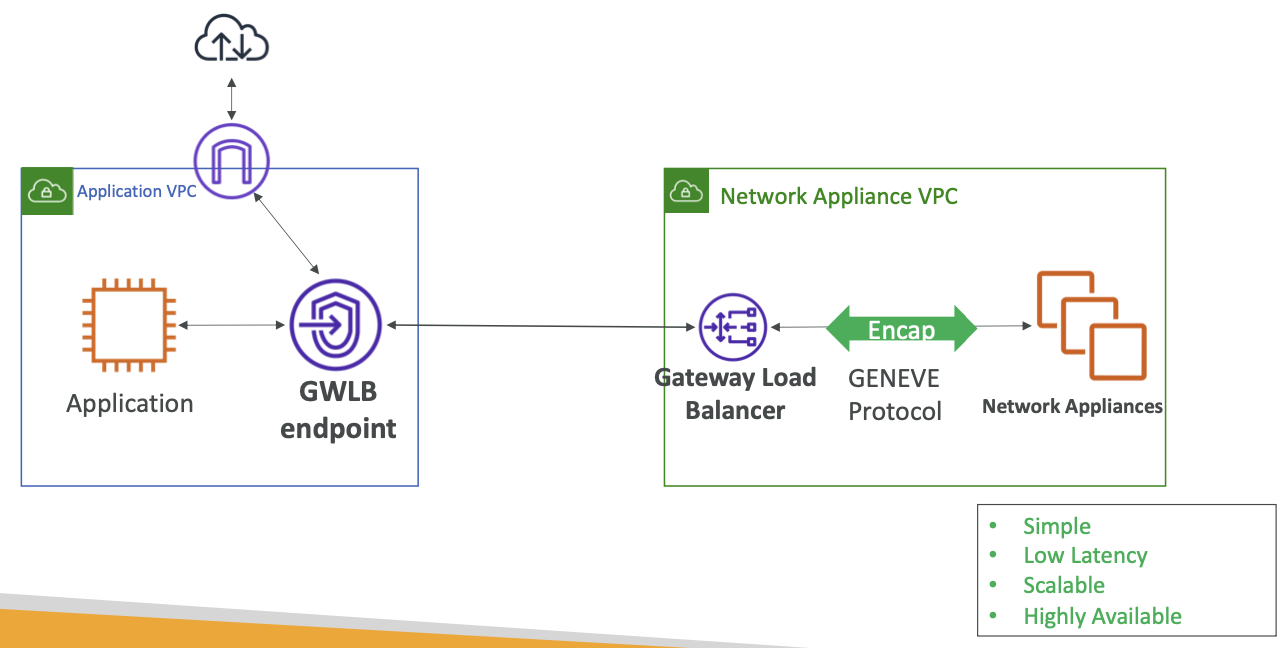 Application VPC
Network Appliance VPC
Application
GWLB
endpoint
Gateway Load
Balancer
Encap
GENEVE
Protocol
Network Appliances
• Simple
• Low Latency
• Scalable
• Highly Available